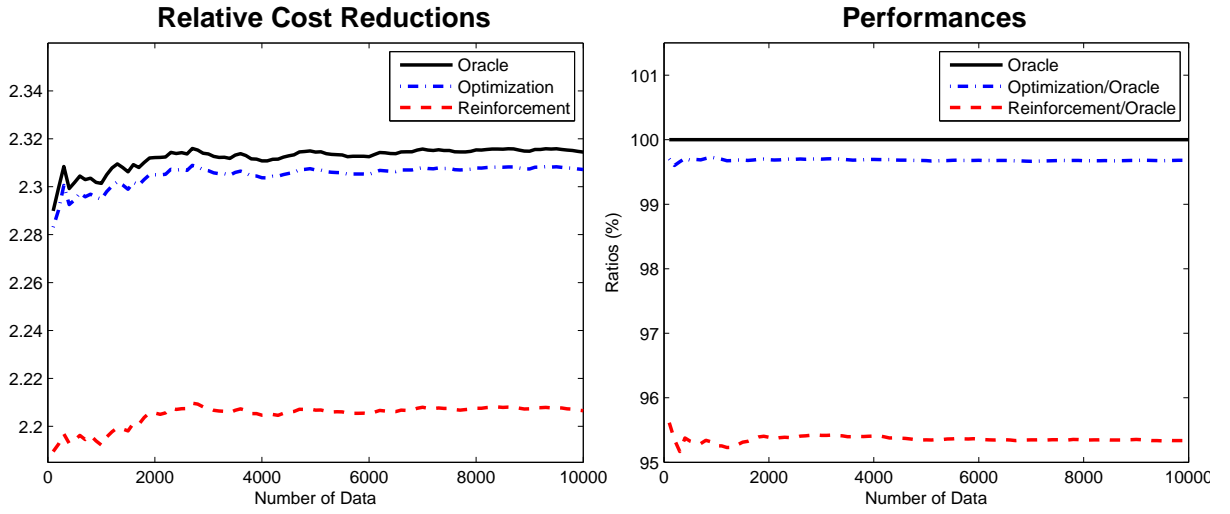 Relative Cost Reductions
Oracle
Optimization
Reinforcement
2.34
2.32
2.3
2.28
2.26
2.24
2.22
2.2
0
2000
4000
6000
8000
10000
Number of Data
Performances
Oracle
Optimization/Oracle
Reinforcement/Oracle
Ratios (%)
101
100
99
98
97
96
95
0
2000
4000
6000
8000
10000
Number of Data